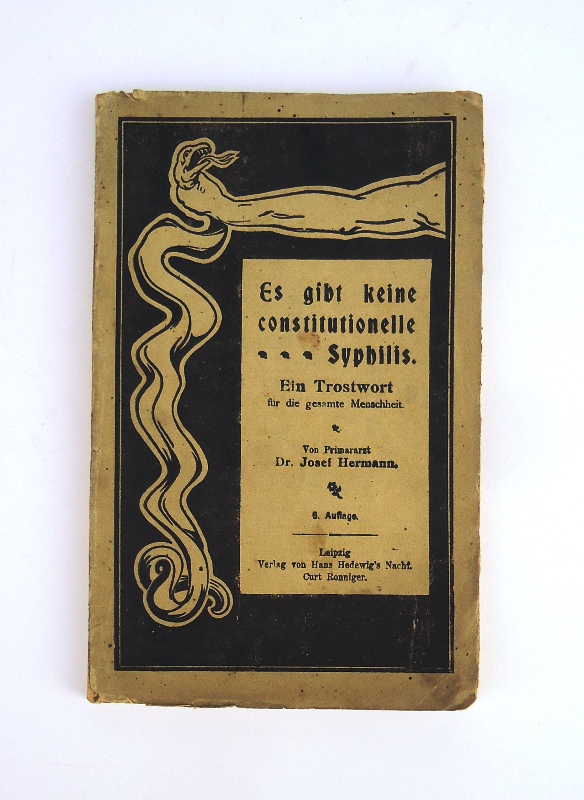 Es gibt keine
constitutionelle
Syphilis.
Ein Trostwort
für die gesamte Menschheit.
Von Primararzt
Dr. Josef Hermann.
6. Auflage.
Leipzig
Verlag von Hans Hedewig's Nachf.
Curt Ronniger.